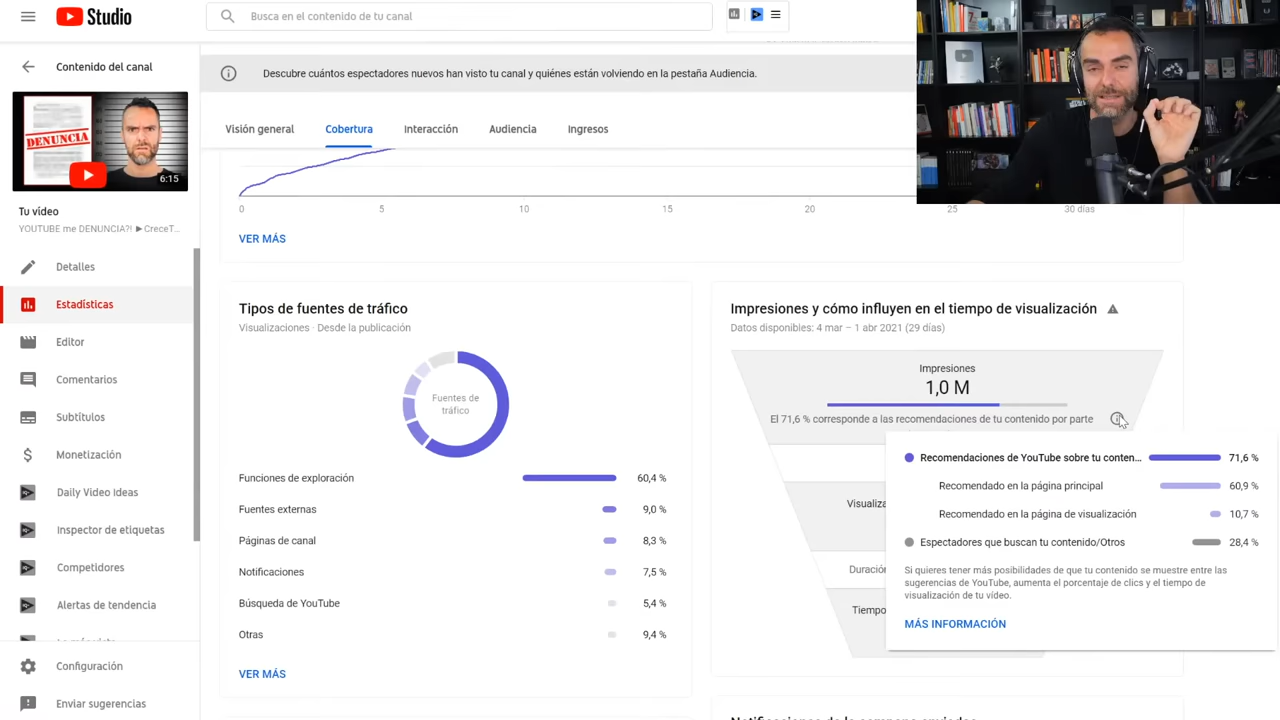 Studio
Busca en el contenido de tu canal
Contenido del canal
Descubre cuántos espectadores nuevos han visto tu canal y quiénes están volviendo en la pestaña Audiencia.
DENUNCIA
6:15
Tu vídeo
YOUTUBE me DENUNCIA?! ▶CreceT...
Detalles
Estadísticas
Editor
Comentarios
Subtítulos
Monetización
Daily Video Ideas
Inspector de etiquetas
Competidores
Alertas de tendencia
Configuración
Enviar sugerencias
Visión general
Cobertura
Interacción
Audiencia
Ingresos
0
5
10
15
20
25
30 días
VER MÁS
Tipos de fuentes de tráfico
Visualizaciones · Desde la publicación
Fuentes de
tráfico
Funciones de exploración 60,4 %
Fuentes externas 9,0 %
Páginas de canal 8,3 %
Notificaciones 7,5 %
Búsqueda de YouTube 5,4 %
Otras 9,4 %
VER MÁS
Impresiones y cómo influyen en el tiempo de visualización
Datos disponibles: 4 mar – 1 abr 2021 (29 días)
Impresiones
1,0 M
El 71,6 % corresponde a las recomendaciones de tu contenido por parte
Visualiza
Duració
Tiempo
Recomendaciones de YouTube sobre tu conten... 71,6 %
Recomendado en la página principal 60,9 %
Recomendado en la página de visualización 10,7 %
Espectadores que buscan tu contenido/Otros 28,4 %
Si quieres tener más posibilidades de que tu contenido se muestre entre las
sugerencias de YouTube, aumenta el porcentaje de clics y el tiempo de
visualización de tu vídeo.
MÁS INFORMACIÓN